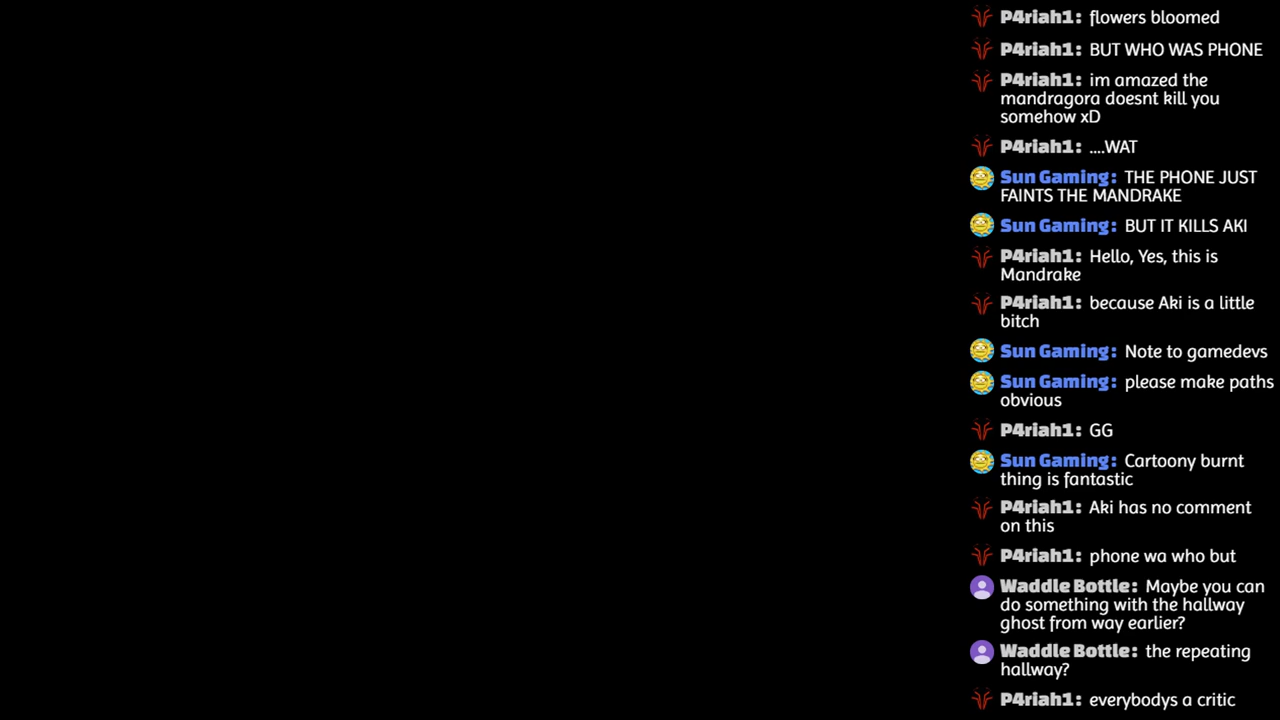 P4riah1: flowers bloomed
P4riah1: BUT WHO WAS PHONE
P4riah1: im amazed the
mandragora doesnt kill you
somehow xD
P4riah1: ....WAT
Sun Gaming: THE PHONE JUST
FAINTS THE MANDRAKE
Sun Gaming: BUT IT KILLS AKI
P4riah1: Hello, Yes, this is
Mandrake
P4riah1: because Aki is a little
bitch
Sun Gaming: Note to gamedevs
Sun Gaming: please make paths
obvious
P4riah1: GG
Sun Gaming: Cartoony burnt
thing is fantastic
P4riah1: Aki has no comment
on this
P4riah1: phone wa who but
Waddle Bottle: Maybe you can
do something with the hallway
ghost from way earlier?
Waddle Bottle: the repeating
hallway?
P4riah1: everybodys a critic